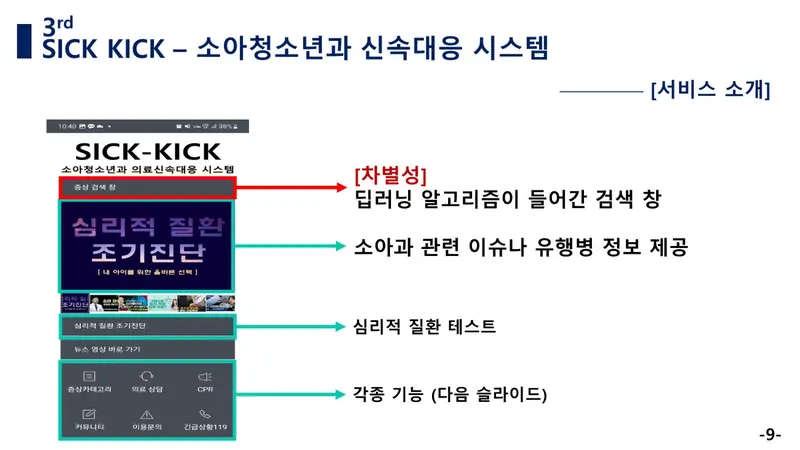 3rd
SICK KICK – 소아청소년과 신속대응 시스템
[서비스 소개]
10:40
38%
SICK-KICK
소아청소년과 의료신속대응 시스템
증상 검색 창
[차별성]
딥러닝 알고리즘이 들어간 검색 창
심리적 질환
조기진단
[ 내 아이를 위한 올바른 선택 ]
소아과 관련 이슈나 유행병 정보 제공
심리적 질환 조기진단
심리적 질환 테스트
뉴스 영상 바로 가기
증상카테고리
의료 상담
CPR
각종 기능 (다음 슬라이드)
커뮤니티
이용문의
긴급상황119
-9-